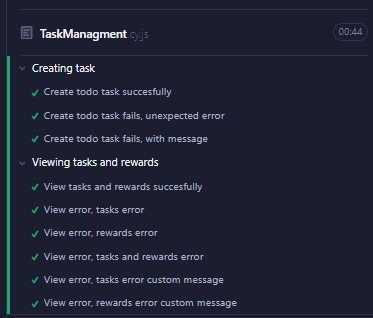 TaskManagment.cy.js 00:44
Creating task
Create todo task succesfully
Create todo task fails, unexpected error
Create todo task fails, with message
Viewing tasks and rewards
View tasks and rewards succesfully
View error, tasks error
View error, rewards error
View error, tasks and rewards error
View error, tasks error custom message
View error, rewards error custom message